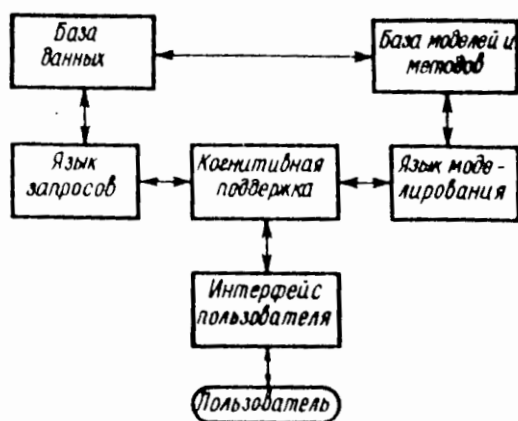 База
данных
База моделей и
методов
Язык
запросов
Когнитивная
поддержка
Язык моде-
лирования
Интерфейс
пользователя
Пользователь